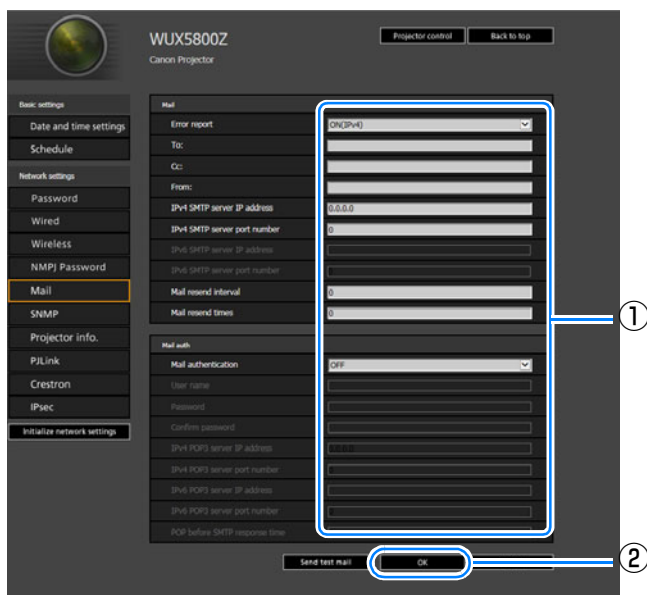 WUX5800Z
Canon Projector
Projector control
Back to top
Basic settings
Date and time settings
Schedule
Network settings
Password
Wired
Wireless
NMPJ Password
Mail
SNMP
Projector info.
PJLink
Crestron
IPsec
Initialize network settings
Mail
Error report ON(IPv4)
To:
Cc:
From:
IPv4 SMTP server IP address 0.0.0.0
IPv4 SMTP server port number 0
IPv6 SMTP server IP address
IPv6 SMTP server port number
Mail resend interval 0
Mail resend times 0
Mail auth
Mail authentication OFF
User name
Password
Confirm password
IPv4 POP3 server IP address 0.0.0.0
IPv4 POP3 server port number
IPv6 POP3 server IP address
IPv6 POP3 server port number
POP before SMTP response time
Send test mail
OK
①
②